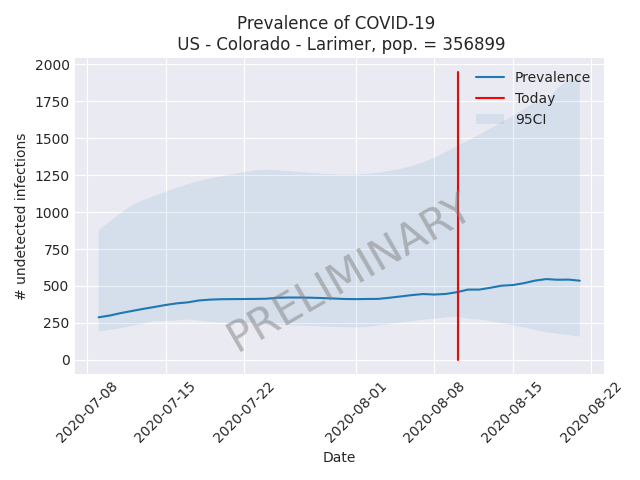 Prevalence of COVID-19
US - Colorado - Larimer, pop. = 356899
2000
1750
1500
1250
1000
750
500
250
0
# undetected infections
Prevalence
Today
95CI
PRELIMINARY
2020-07-08
2020-07-15
2020-07-22
2020-08-01
2020-08-08
2020-08-15
2020-08-22
Date